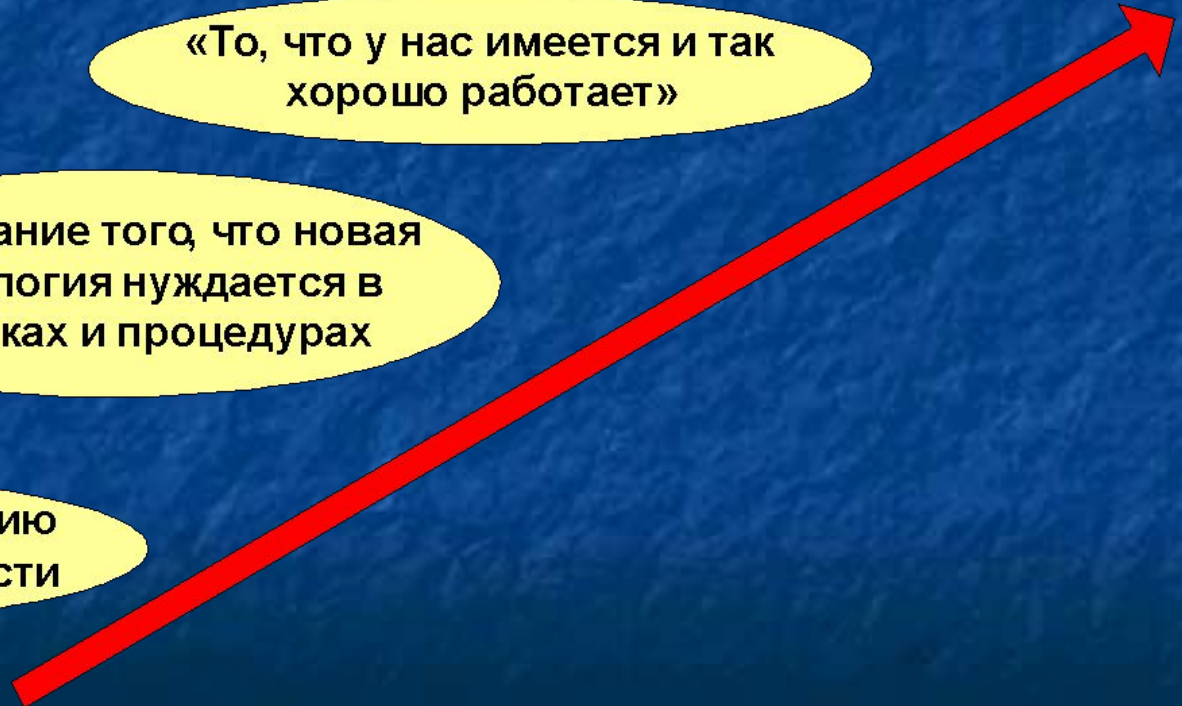 «То, что у нас имеется и так
хорошо работает»
ание того, что новая
логия нуждается в
ках и процедурах
ию
сти